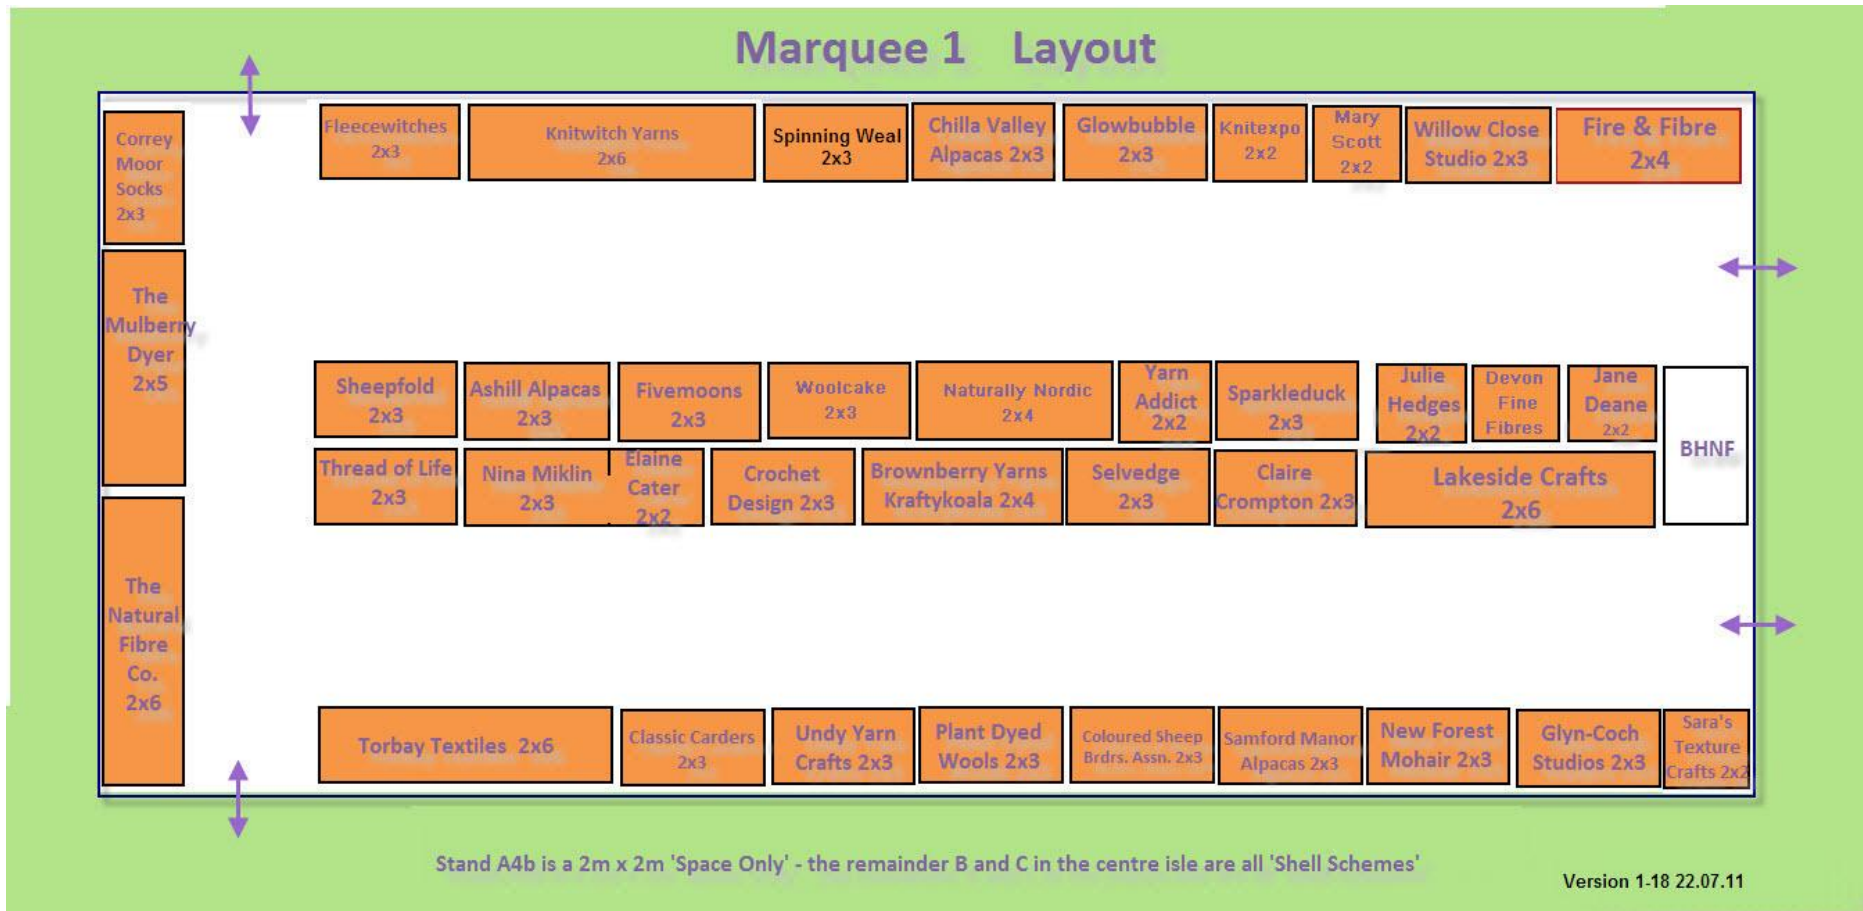 Marquee 1 Layout
Correy
Moor
Socks
2x3
Fleecewitches
2x3
Knitwitch Yarns
2x6
Spinning Weal
2x3
Chilla Valley
Alpacas 2x3
Glowbubble
2x3
Knitexpo
2x2
Mary
Scott
2x2
Willow Close
Studio 2x3
Fire & Fibre
2x4
The
Mulberry
Dyer
2x5
Sheepfold
2x3
Ashill Alpacas
2x3
Fivemoons
2x3
Woolcake
2x3
Naturally Nordic
2x4
Yarn
Addict
2x2
Sparkleduck
2x3
Julie
Hedges
2x2
Devon
Fine
Fibres
Jane
Deane
2x2
BHNF
Thread of Life
2x3
Nina Miklin
2x3
Elaine
Cater
2x2
Crochet
Design 2x3
Brownberry Yarns
Kraftykoala 2x4
Selvedge
2x3
Claire
Crompton 2x3
Lakeside Crafts
2x6
The
Natural
Fibre
Co.
2x6
Torbay Textiles 2x6
Classic Carders
2x3
Undy Yarn
Crafts 2x3
Plant Dyed
Wools 2x3
Coloured Sheep
Brdrs. Assn. 2x3
Samford Manor
Alpacas 2x3
New Forest
Mohair 2x3
Glyn-Coch
Studios 2x3
Sara's
Texture
Crafts 2x2
Stand A4b is a 2m x 2m 'Space Only' - the remainder B and C in the centre isle are all 'Shell Schemes'
Version 1-18 22.07.11